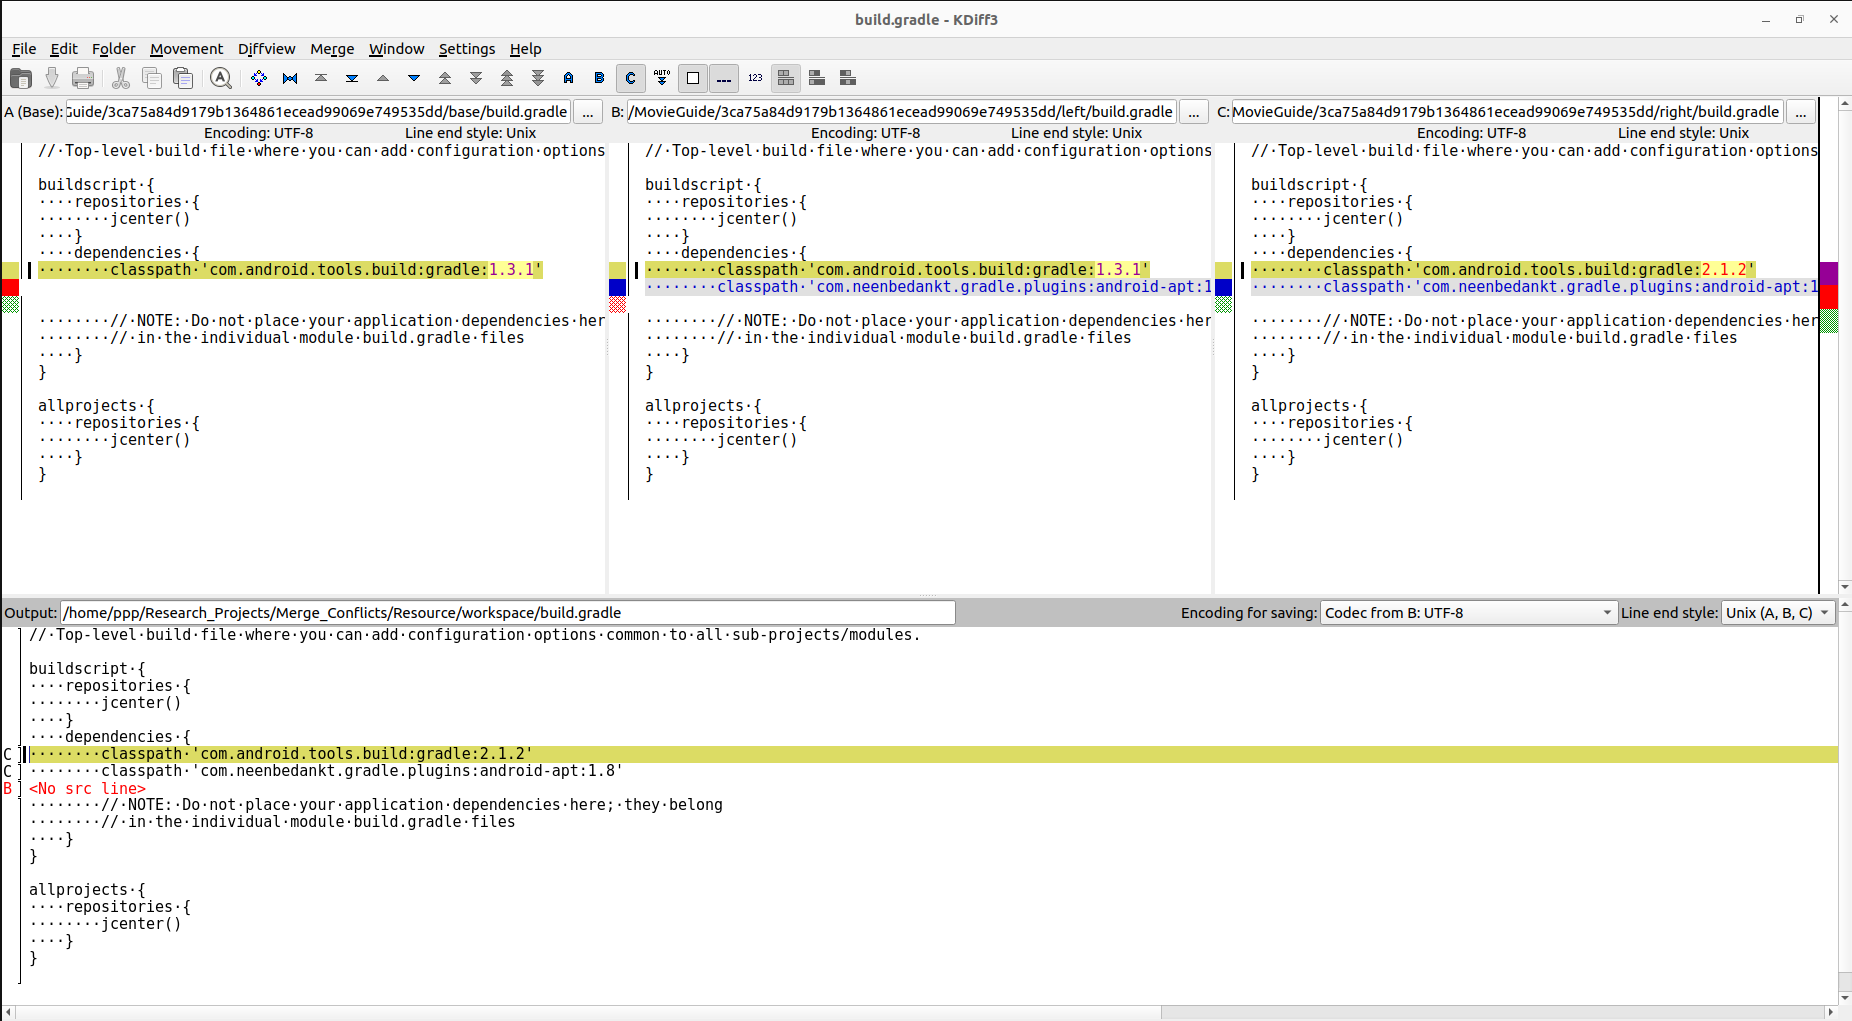 build.gradle - KDiff3
File Edit Folder Movement Diffview Merge Window Settings Help
A B C AUTO 123
A (Base): Guide/3ca75a84d9179b1364861ecead99069e749535dd/base/build.gradle ... B: /MovieGuide/3ca75a84d9179b1364861ecead99069e749535dd/left/build.gradle ... C: MovieGuide/3ca75a84d9179b1364861ecead99069e749535dd/right/build.gradle ...
Encoding: UTF-8 Line end style: Unix Encoding: UTF-8 Line end style: Unix Encoding: UTF-8 Line end style: Unix
//·Top-level·build·file·where·you·can·add·configuration·options
buildscript·{
····repositories·{
········jcenter()
····}
····dependencies·{
········classpath·'com.android.tools.build:gradle:1.3.1'
········//·NOTE:·Do·not·place·your·application·dependencies·her
········//·in·the·individual·module·build.gradle·files
····}
}
allprojects·{
····repositories·{
········jcenter()
····}
}
//·Top-level·build·file·where·you·can·add·configuration·options
buildscript·{
····repositories·{
········jcenter()
····}
····dependencies·{
········classpath·'com.android.tools.build:gradle:1.3.1'
········classpath·'com.neenbedankt.gradle.plugins:android-apt:1
········//·NOTE:·Do·not·place·your·application·dependencies·her
········//·in·the·individual·module·build.gradle·files
····}
}
allprojects·{
····repositories·{
········jcenter()
····}
}
//·Top-level·build·file·where·you·can·add·configuration·options
buildscript·{
····repositories·{
········jcenter()
····}
····dependencies·{
········classpath·'com.android.tools.build:gradle:2.1.2'
········classpath·'com.neenbedankt.gradle.plugins:android-apt:1
········//·NOTE:·Do·not·place·your·application·dependencies·her
········//·in·the·individual·module·build.gradle·files
····}
}
allprojects·{
····repositories·{
········jcenter()
····}
}
Output: /home/ppp/Research_Projects/Merge_Conflicts/Resource/workspace/build.gradle Encoding for saving: Codec from B: UTF-8 Line end style: Unix (A, B, C)
//·Top-level·build·file·where·you·can·add·configuration·options·common·to·all·sub-projects/modules.
buildscript·{
····repositories·{
········jcenter()
····}
····dependencies·{
C ········classpath·'com.android.tools.build:gradle:2.1.2'
C ········classpath·'com.neenbedankt.gradle.plugins:android-apt:1.8'
B <No src line>
········//·NOTE:·Do·not·place·your·application·dependencies·here;·they·belong
········//·in·the·individual·module·build.gradle·files
····}
}
allprojects·{
····repositories·{
········jcenter()
····}
}